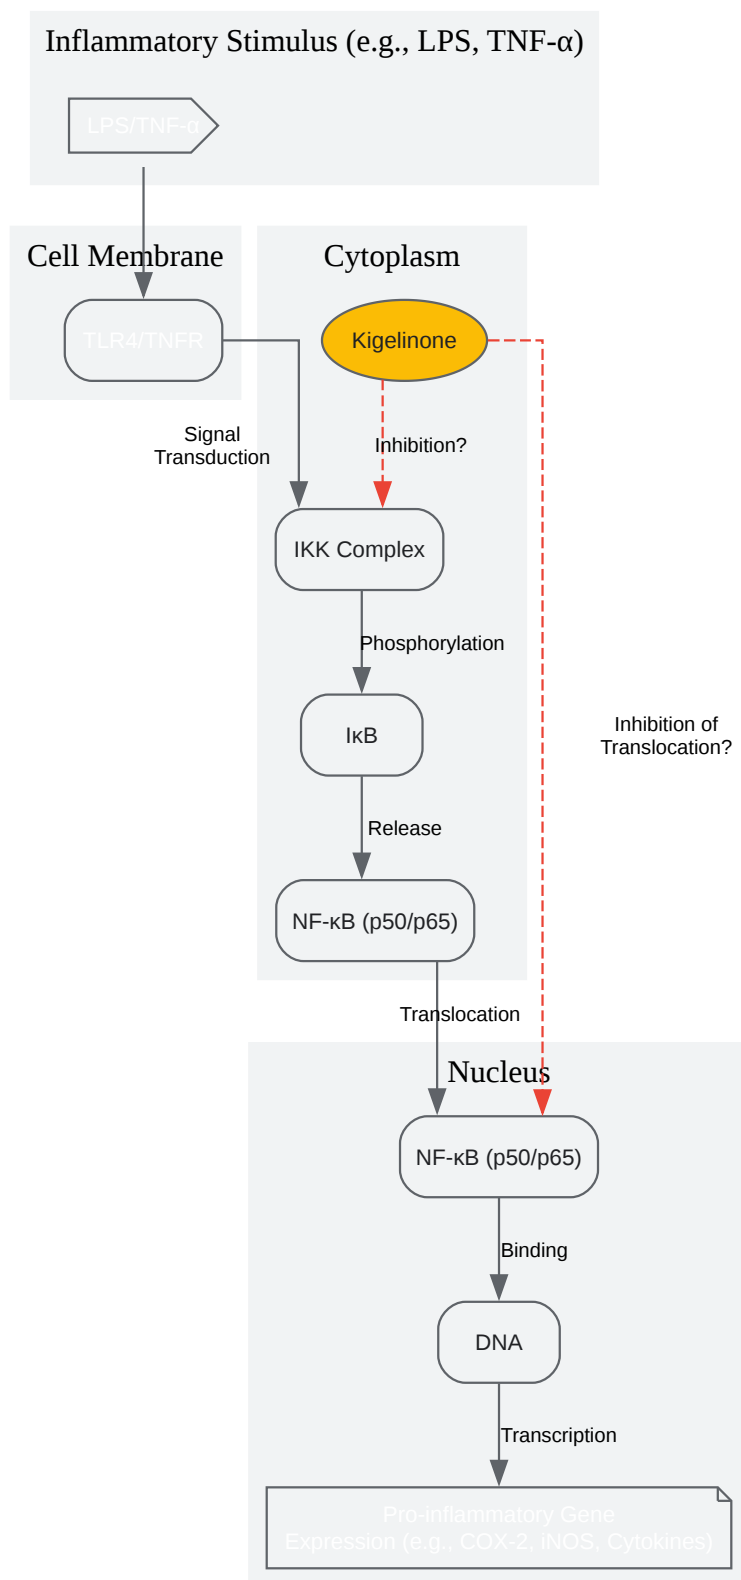 Inflammatory Stimulus (e.g., LPS, TNF-α)
LPS/TNF-α
Cell Membrane
Cytoplasm
TLR4/TNFR
Kigelinone
Signal
Transduction
Inhibition?
IKK Complex
Phosphorylation
IκB
Inhibition of
Translocation?
Release
NF-κB (p50/p65)
Translocation
Nucleus
NF-κB (p50/p65)
Binding
DNA
Transcription
Pro-inflammatory Gene
Expression (e.g., COX-2, iNOS, Cytokines)